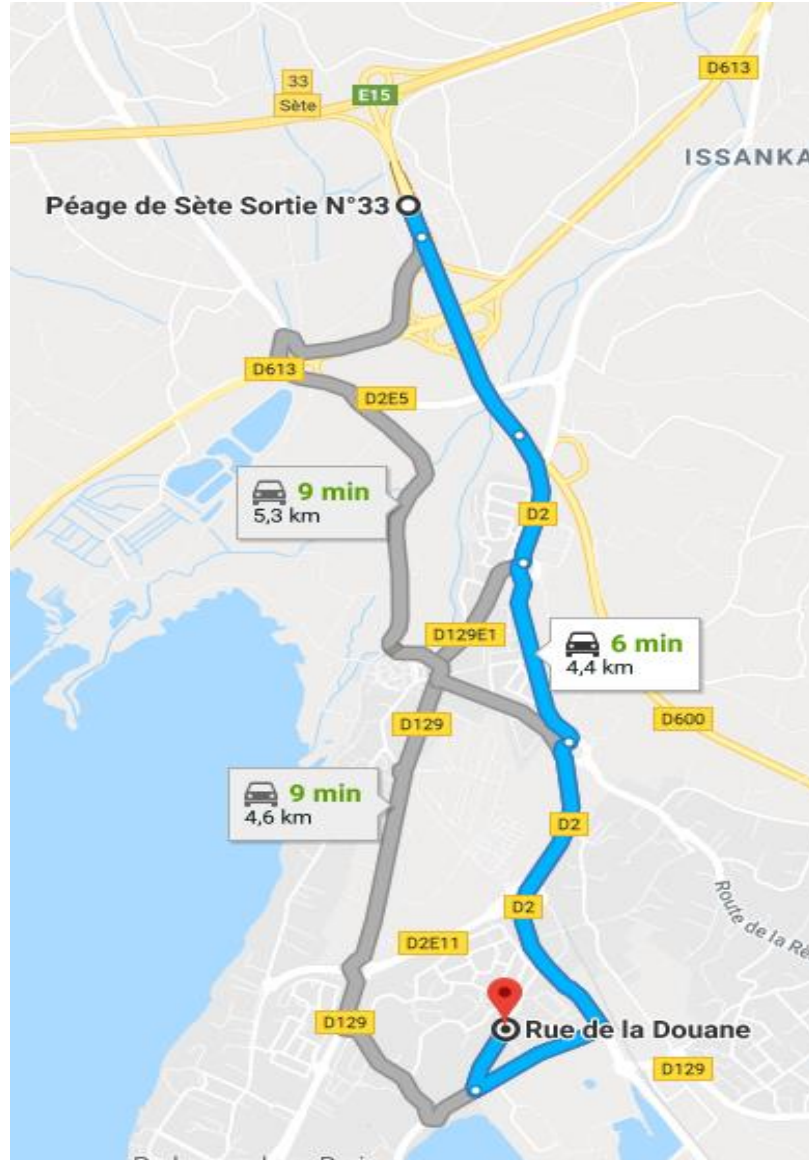 33
Sète
E15
D613
ISSANKA
Péage de Sète Sortie N°33
D613
D2E5
9 min
5,3 km
D2
D129E1
6 min
4,4 km
D129
D600
9 min
4,6 km
D2
D2
Route de la
D2E11
D129
Rue de la Douane
D129